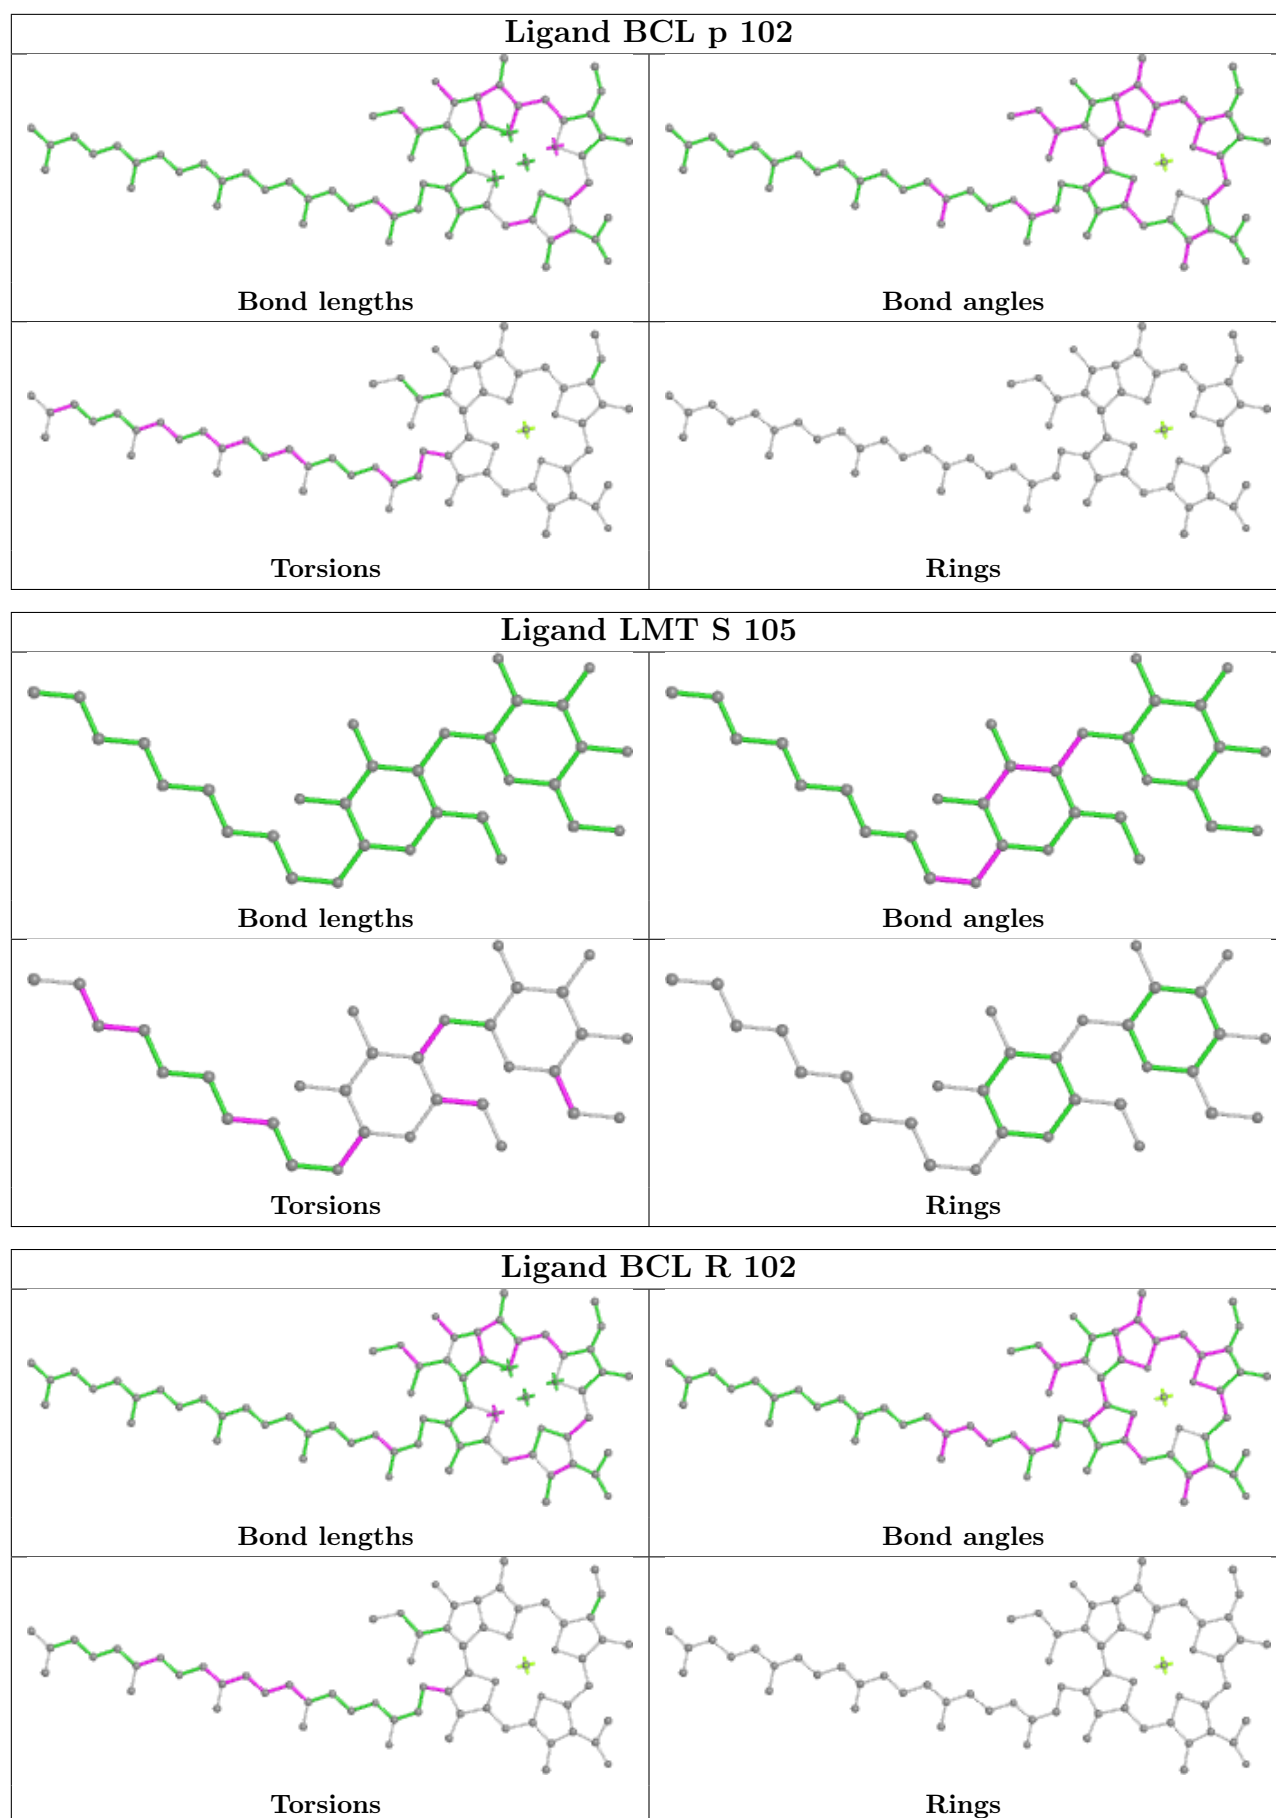 Ligand BCL p 102
Bond lengths
Bond angles
Torsions
Rings
Ligand LMT S 105
Bond lengths
Bond angles
Torsions
Rings
Ligand BCL R 102
Bond lengths
Bond angles
Torsions
Rings